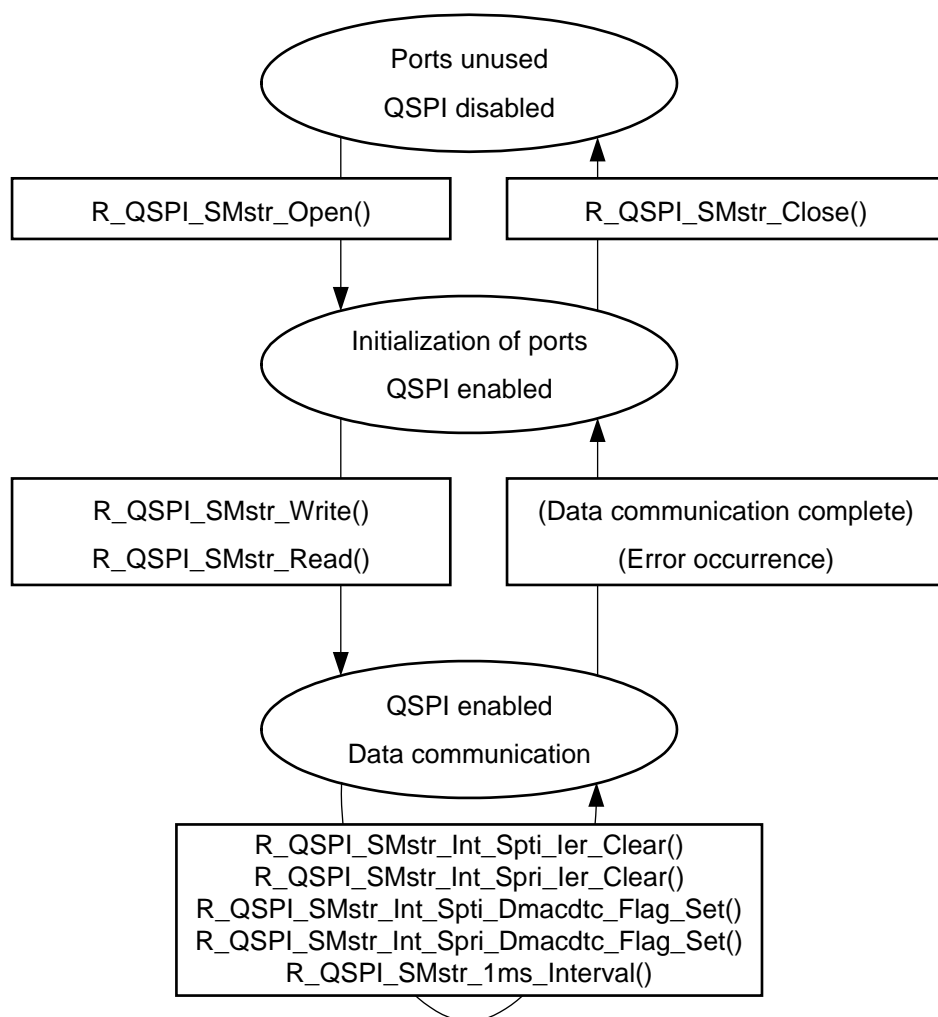 Ports unused
QSPI disabled
R_QSPI_SMstr_Open()
R_QSPI_SMstr_Close()
Initialization of ports
QSPI enabled
R_QSPI_SMstr_Write()
R_QSPI_SMstr_Read()
(Data communication complete)
(Error occurrence)
QSPI enabled
Data communication
R_QSPI_SMstr_Int_Spti_Ier_Clear()
R_QSPI_SMstr_Int_Spri_Ier_Clear()
R_QSPI_SMstr_Int_Spti_Dmacdtc_Flag_Set()
R_QSPI_SMstr_Int_Spri_Dmacdtc_Flag_Set()
R_QSPI_SMstr_1ms_Interval()